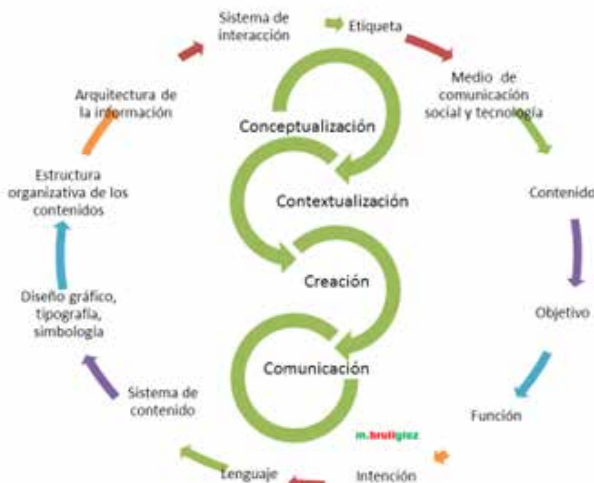 Sistema de
interacción
Etiqueta
Medio de
comunicación
social y tecnología
Contenido
Objetivo
Función
Intención
Lenguaje
Sistema de
contenido
Diseño gráfico,
tipografía,
simbología
Estructura
organizativa de los
contenidos
Arquitectura de
la información
Conceptualización
Contextualización
Creación
Comunicación